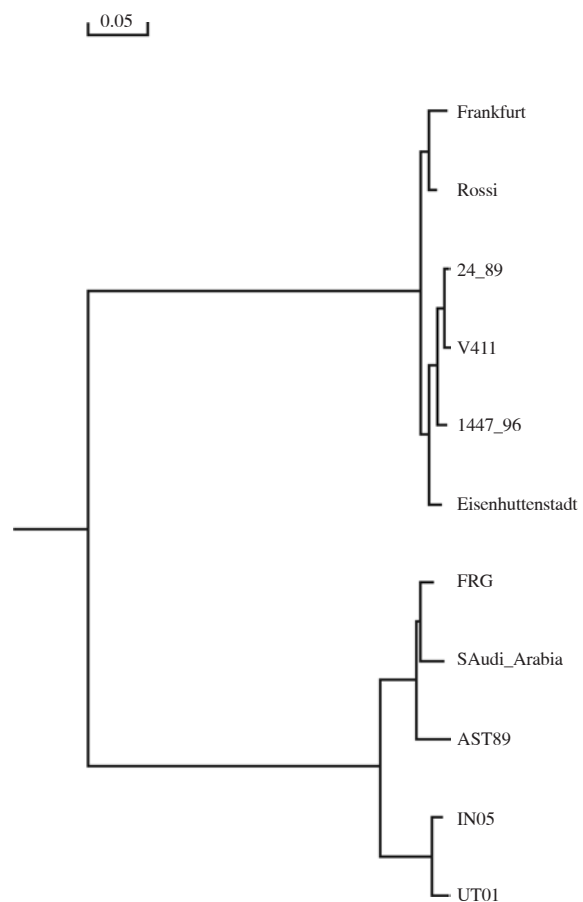 0.05
Frankfurt
Rossi
24_89
V411
1447_96
Eisenhuttenstadt
FRG
SAudi_Arabia
AST89
IN05
UT01